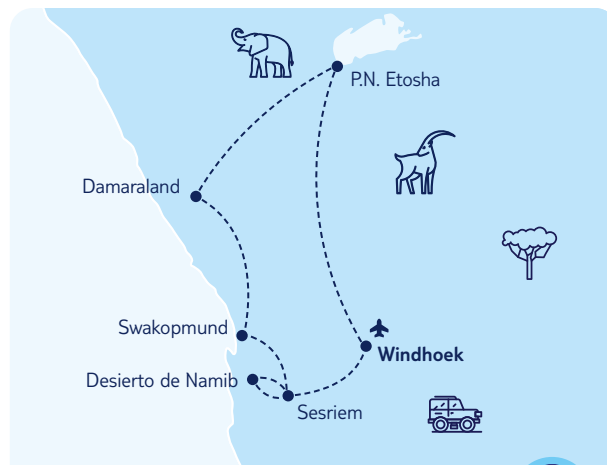 P.N. Etosha
Damaraland
Swakopmund
Windhoek
Desierto de Namib
Sesriem